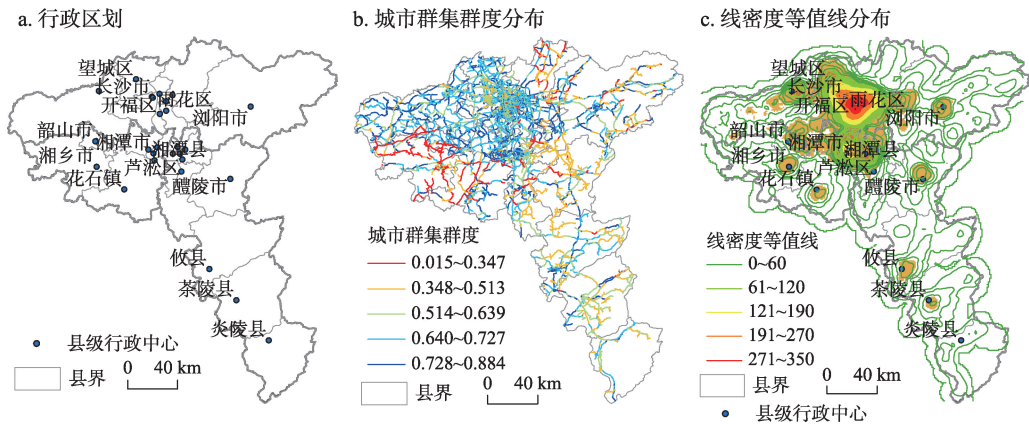 a. 行政区划
望城区
长沙市
开福区
雨花区
浏阳市
韶山市
湘潭市
湘潭县
湘乡市
芦淞区
花石镇
醴陵市
攸县
茶陵县
炎陵县
县级行政中心
县界
0 40 km
b. 城市群集群度分布
城市群集群度
0.015~0.347
0.348~0.513
0.514~0.639
0.640~0.727
0.728~0.884
县界
0 40 km
c. 线密度等值线分布
望城区
长沙市
开福区
雨花区
浏阳市
韶山市
湘潭市
湘潭县
湘乡市
芦淞区
花石镇
醴陵市
攸县
茶陵县
炎陵县
线密度等值线
0~60
61~120
121~190
191~270
271~350
县界
0 40 km
县级行政中心